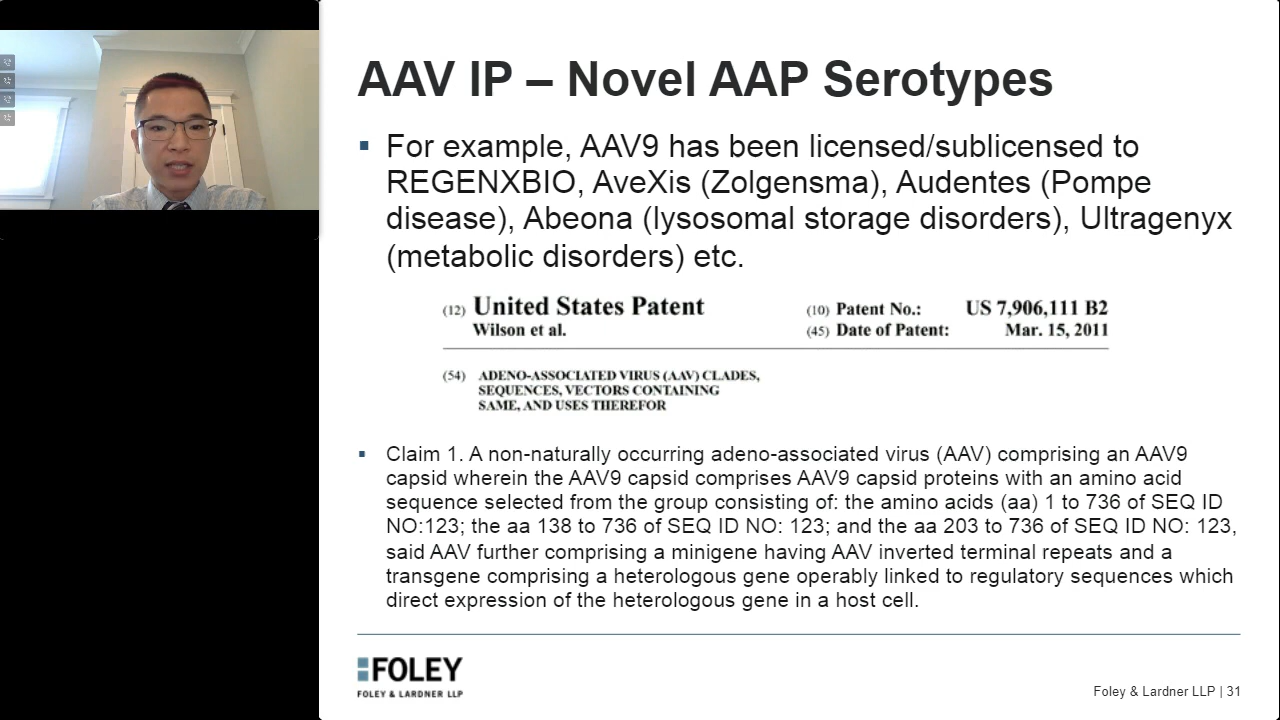 AAV IP – Novel AAP Serotypes
▪ For example, AAV9 has been licensed/sublicensed to
REGENXBIO, AveXis (Zolgensma), Audentes (Pompe
disease), Abeona (lysosomal storage disorders), Ultragenyx
(metabolic disorders) etc.
(12) United States Patent
Wilson et al.
(10) Patent No.: US 7,906,111 B2
(45) Date of Patent: Mar. 15, 2011
(54) ADENO-ASSOCIATED VIRUS (AAV) CLADES,
SEQUENCES, VECTORS CONTAINING
SAME, AND USES THEREFOR
▪ Claim 1. A non-naturally occurring adeno-associated virus (AAV) comprising an AAV9
capsid wherein the AAV9 capsid comprises AAV9 capsid proteins with an amino acid
sequence selected from the group consisting of: the amino acids (aa) 1 to 736 of SEQ ID
NO:123; the aa 138 to 736 of SEQ ID NO: 123; and the aa 203 to 736 of SEQ ID NO: 123,
said AAV further comprising a minigene having AAV inverted terminal repeats and a
transgene comprising a heterologous gene operably linked to regulatory sequences which
direct expression of the heterologous gene in a host cell.
FOLEY
FOLEY & LARDNER LLP
Foley & Lardner LLP | 31